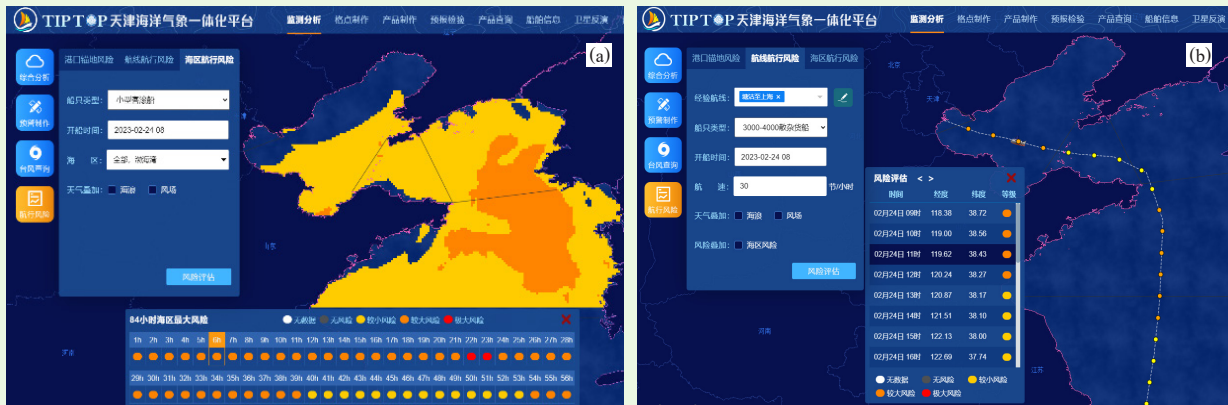 TIPTOP天津海洋气象一体化平台
监测分析 格点制作 产品制作 预报检验 产品查询 船舶信息 卫星反演
(a)
综合分析
预警制作
台风查询
航行风险
港口锚地风险 航线航行风险 海区航行风险
船只类型: 小型高速船
开船时间: 2023-02-24 08
海 区: 全部, 渤海湾
天气叠加: 海浪 风场
风险评估
84小时海区最大风险 无数据 无风险 较小风险 较大风险 极大风险
1h 2h 3h 4h 5h 6h 7h 8h 9h 10h 11h 12h 13h 14h 15h 16h 17h 18h 19h 20h 21h 22h 23h 24h 25h 26h 27h 28h
29h 30h 31h 32h 33h 34h 35h 36h 37h 38h 39h 40h 41h 42h 43h 44h 45h 46h 47h 48h 49h 50h 51h 52h 53h 54h 55h 56h
TIPTOP天津海洋气象一体化平台
监测分析 格点制作 产品制作 预报检验 产品查询 船舶信息 卫星反演
(b)
综合分析
预警制作
台风查询
航行风险
港口锚地风险 航线航行风险 海区航行风险
经验航线: 塘沽至上海 ×
船只类型: 3000-4000散杂货船
开船时间: 2023-02-24 08
航 速: 30 节/小时
天气叠加: 海浪 风场
风险叠加: 海区风险
风险评估
北京
天津
河南
江苏
风险评估 < >
时间 经度 纬度 等级
02月24日 09时 118.38 38.72
02月24日 10时 119.00 38.56
02月24日 11时 119.62 38.43
02月24日 12时 120.24 38.27
02月24日 13时 120.87 38.17
02月24日 14时 121.51 38.10
02月24日 15时 122.13 38.00
02月24日 16时 122.69 37.74
无数据 无风险 较小风险
较大风险 极大风险